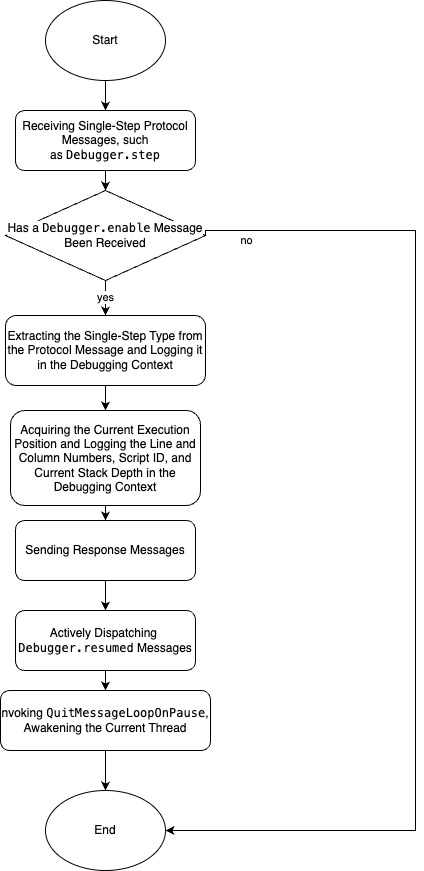 Start
Receiving Single-Step Protocol
Messages, such
as Debugger.step
Has a Debugger.enable Message
Been Received
no
yes
Extracting the Single-Step Type from
the Protocol Message and Logging it
in the Debugging Context
Acquiring the Current Execution
Position and Logging the Line and
Column Numbers, Script ID, and
Current Stack Depth in the
Debugging Context
Sending Response Messages
Actively Dispatching
Debugger.resumed Messages
nvoking QuitMessageLoopOnPause,
Awakening the Current Thread
End